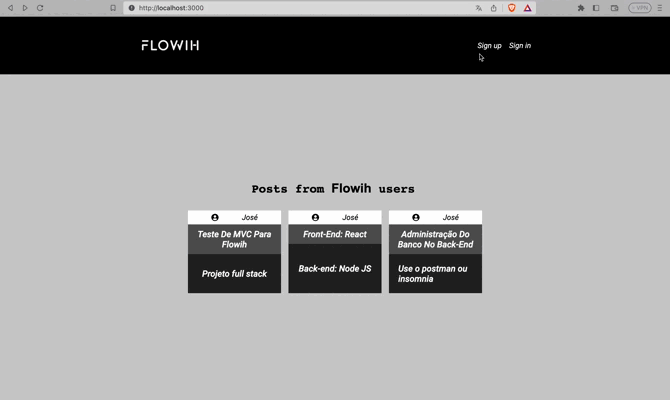 http://localhost:3000
VPN
FLOWIH
Sign up Sign in
Posts from Flowih users
José
Teste De MVC Para
Flowih
Projeto full stack
José
Front-End: React
Back-end: Node JS
José
Administração Do
Banco No Back-End
Use o postman ou
insomnia